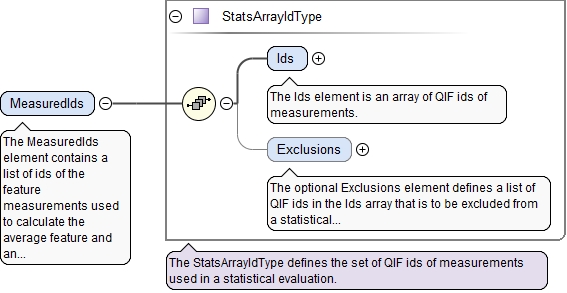 StatsArrayIdType
Ids
The Ids element is an array of QIF ids of
measurements.
MeasuredIds
The MeasuredIds
element contains a
list of ids of the
feature
measurements used
to calculate the
average feature and
an...
Exclusions
The optional Exclusions element defines a list of
QIF ids in the Ids array that is to be excluded from
a statistical...
The StatsArrayIdType defines the set of QIF ids of measurements
used in a statistical evaluation.